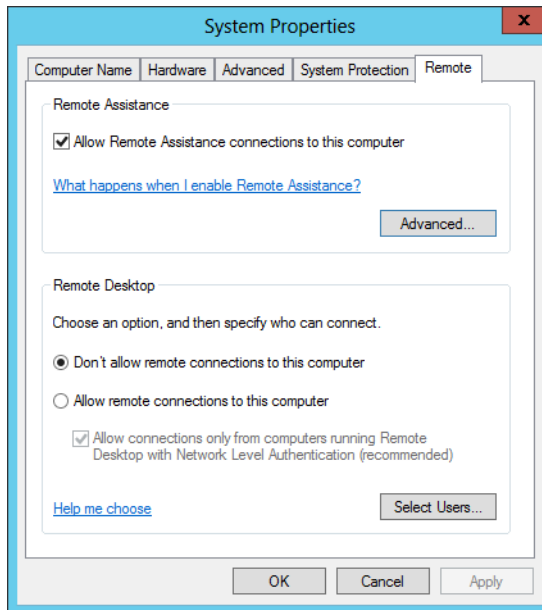 System Properties
x
Computer Name
Hardware
Advanced
System Protection
Remote
Remote Assistance
Allow Remote Assistance connections to this computer
What happens when I enable Remote Assistance?
Advanced...
Remote Desktop
Choose an option, and then specify who can connect.
Don't allow remote connections to this computer
Allow remote connections to this computer
Allow connections only from computers running Remote
Desktop with Network Level Authentication (recommended)
Help me choose
Select Users...
OK
Cancel
Apply